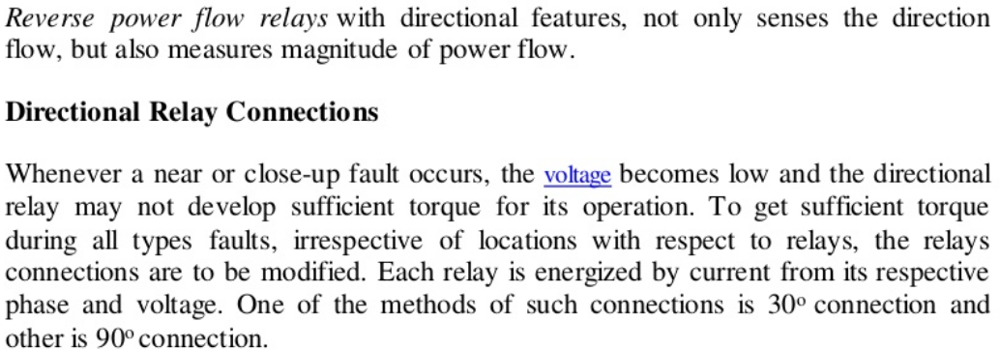 Reverse power flow relays with directional features, not only senses the direction
flow, but also measures magnitude of power flow.
Directional Relay Connections
Whenever a near or close-up fault occurs, the voltage becomes low and the directional
relay may not develop sufficient torque for its operation. To get sufficient torque
during all types faults, irrespective of locations with respect to relays, the relays
connections are to be modified. Each relay is energized by current from its respective
phase and voltage. One of the methods of such connections is 30º connection and
other is 90º connection.